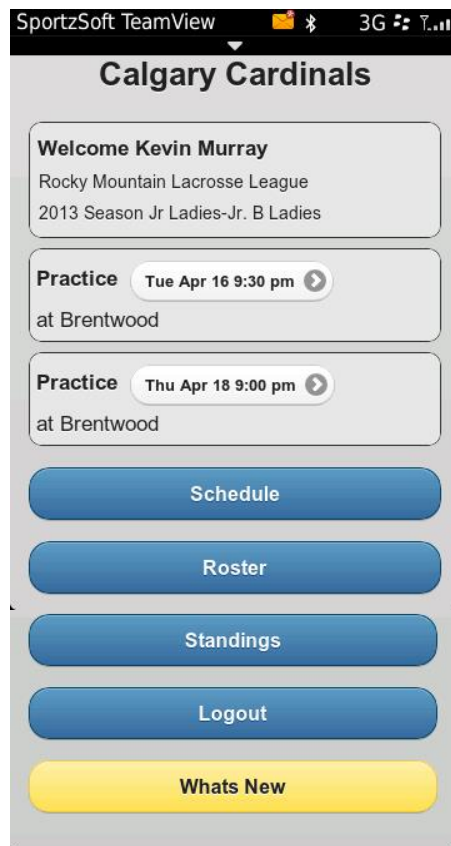 SportzSoft TeamView 3G
Calgary Cardinals
Welcome Kevin Murray
Rocky Mountain Lacrosse League
2013 Season Jr Ladies-Jr. B Ladies
Practice Tue Apr 16 9:30 pm
at Brentwood
Practice Thu Apr 18 9:00 pm
at Brentwood
Schedule
Roster
Standings
Logout
Whats New